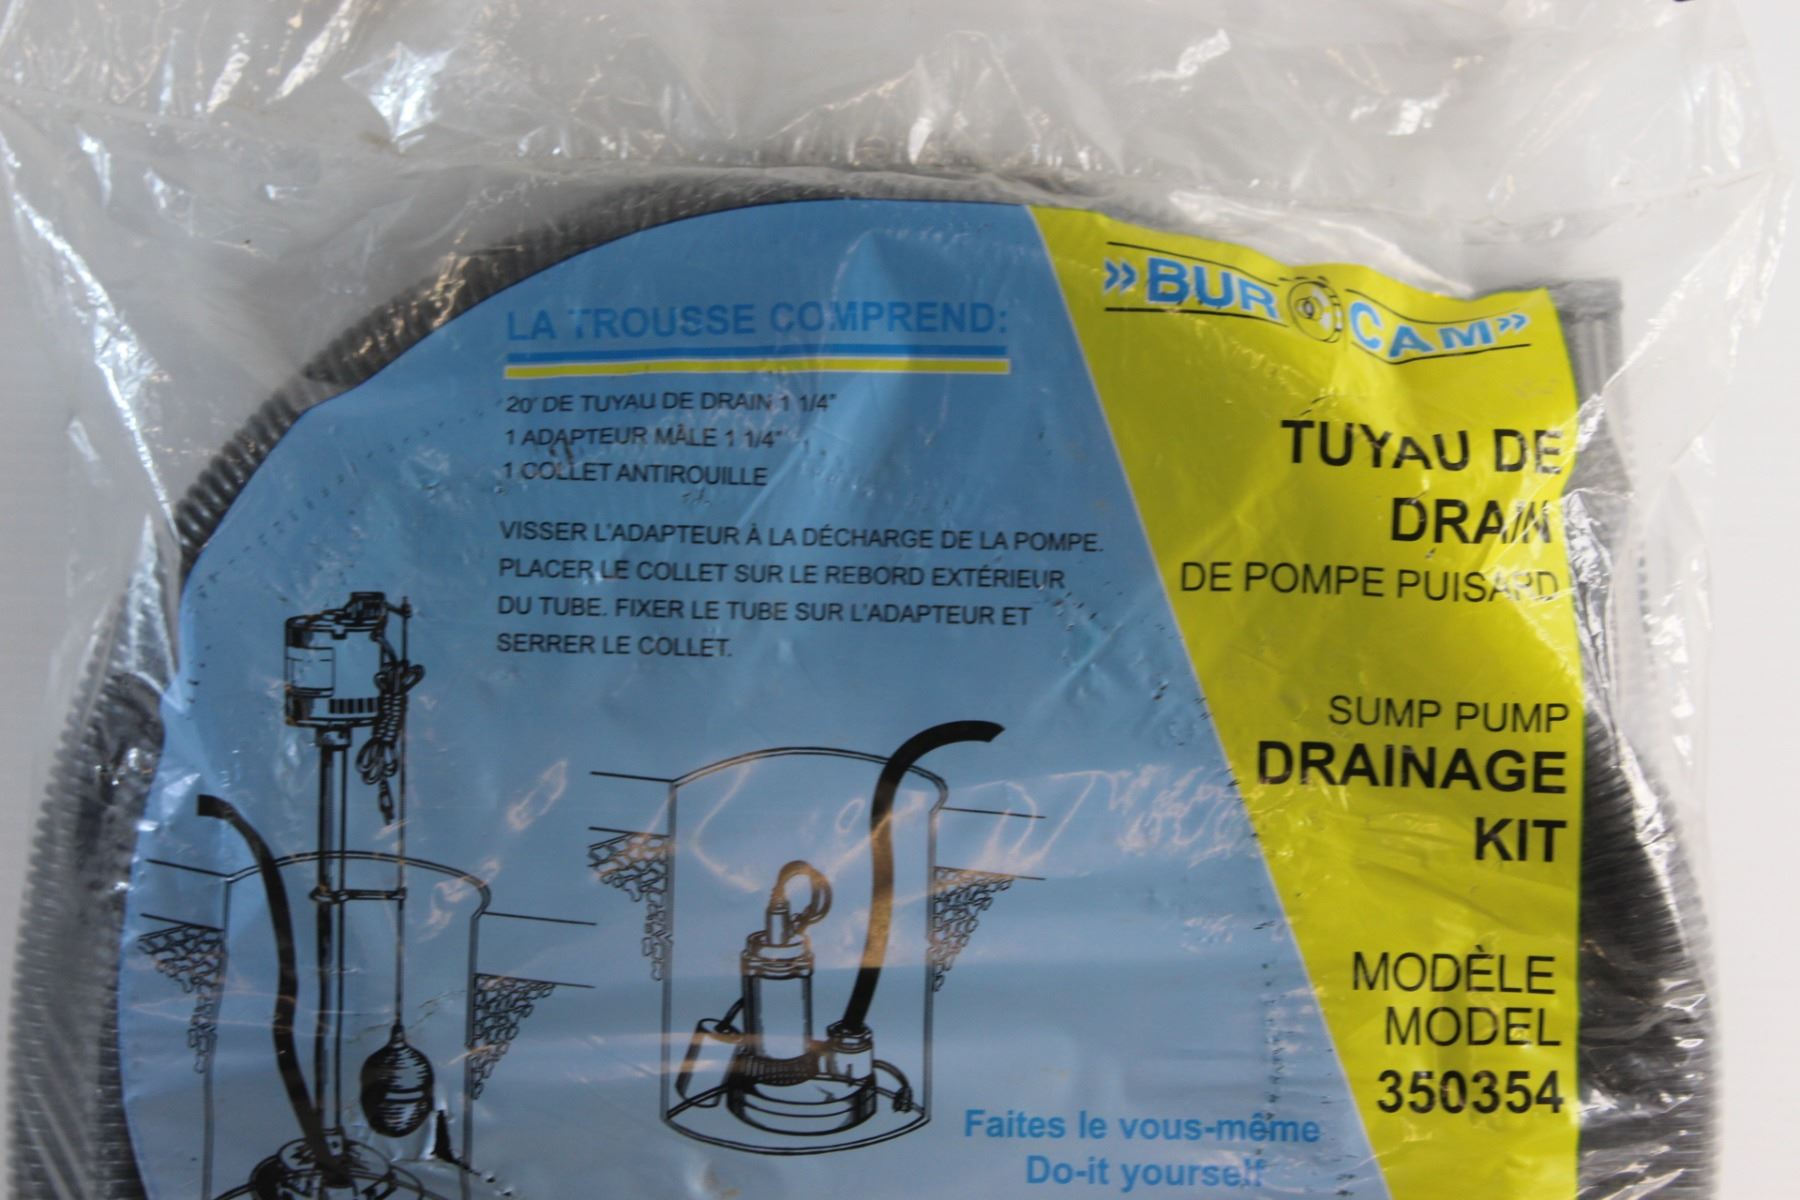 LA TROUSSE COMPREND:
20' DE TUYAU DE DRAIN 1 1/4"
1 ADAPTEUR MÂLE 1 1/4"
1 COLLET ANTIROUILLE
VISSER L'ADAPTEUR À LA DÉCHARGE DE LA POMPE.
PLACER LE COLLET SUR LE REBORD EXTÉRIEUR
DU TUBE. FIXER LE TUBE SUR L'ADAPTEUR ET
SERRER LE COLLET.
»BUR CAM»
TUYAU DE
DRAIN
DE POMPE PUISARD
SUMP PUMP
DRAINAGE
KIT
MODÈLE
MODEL
350354
Faites le vous-même
Do-it yourself